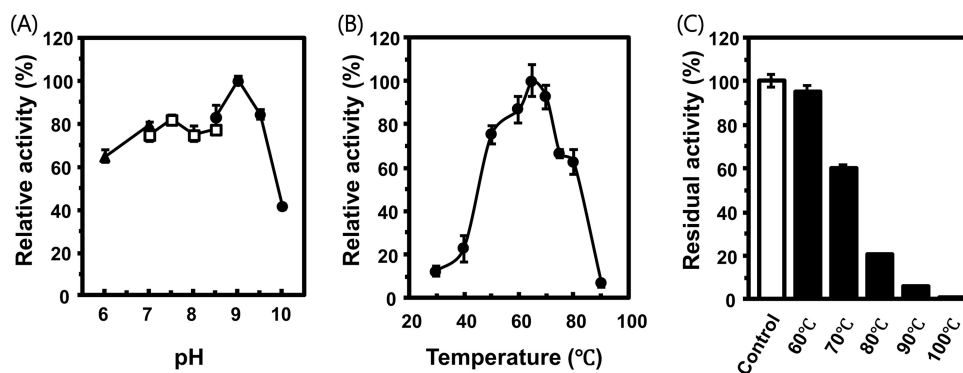 (A)
Relative activity (%)
120
100
80
60
40
20
0
6 7 8 9 10
pH
(B)
Relative activity (%)
120
100
80
60
40
20
0
20 40 60 80 100
Temperature (℃)
(C)
Residual activity (%)
120
100
80
60
40
20
0
Control 60℃ 70℃ 80℃ 90℃ 100℃